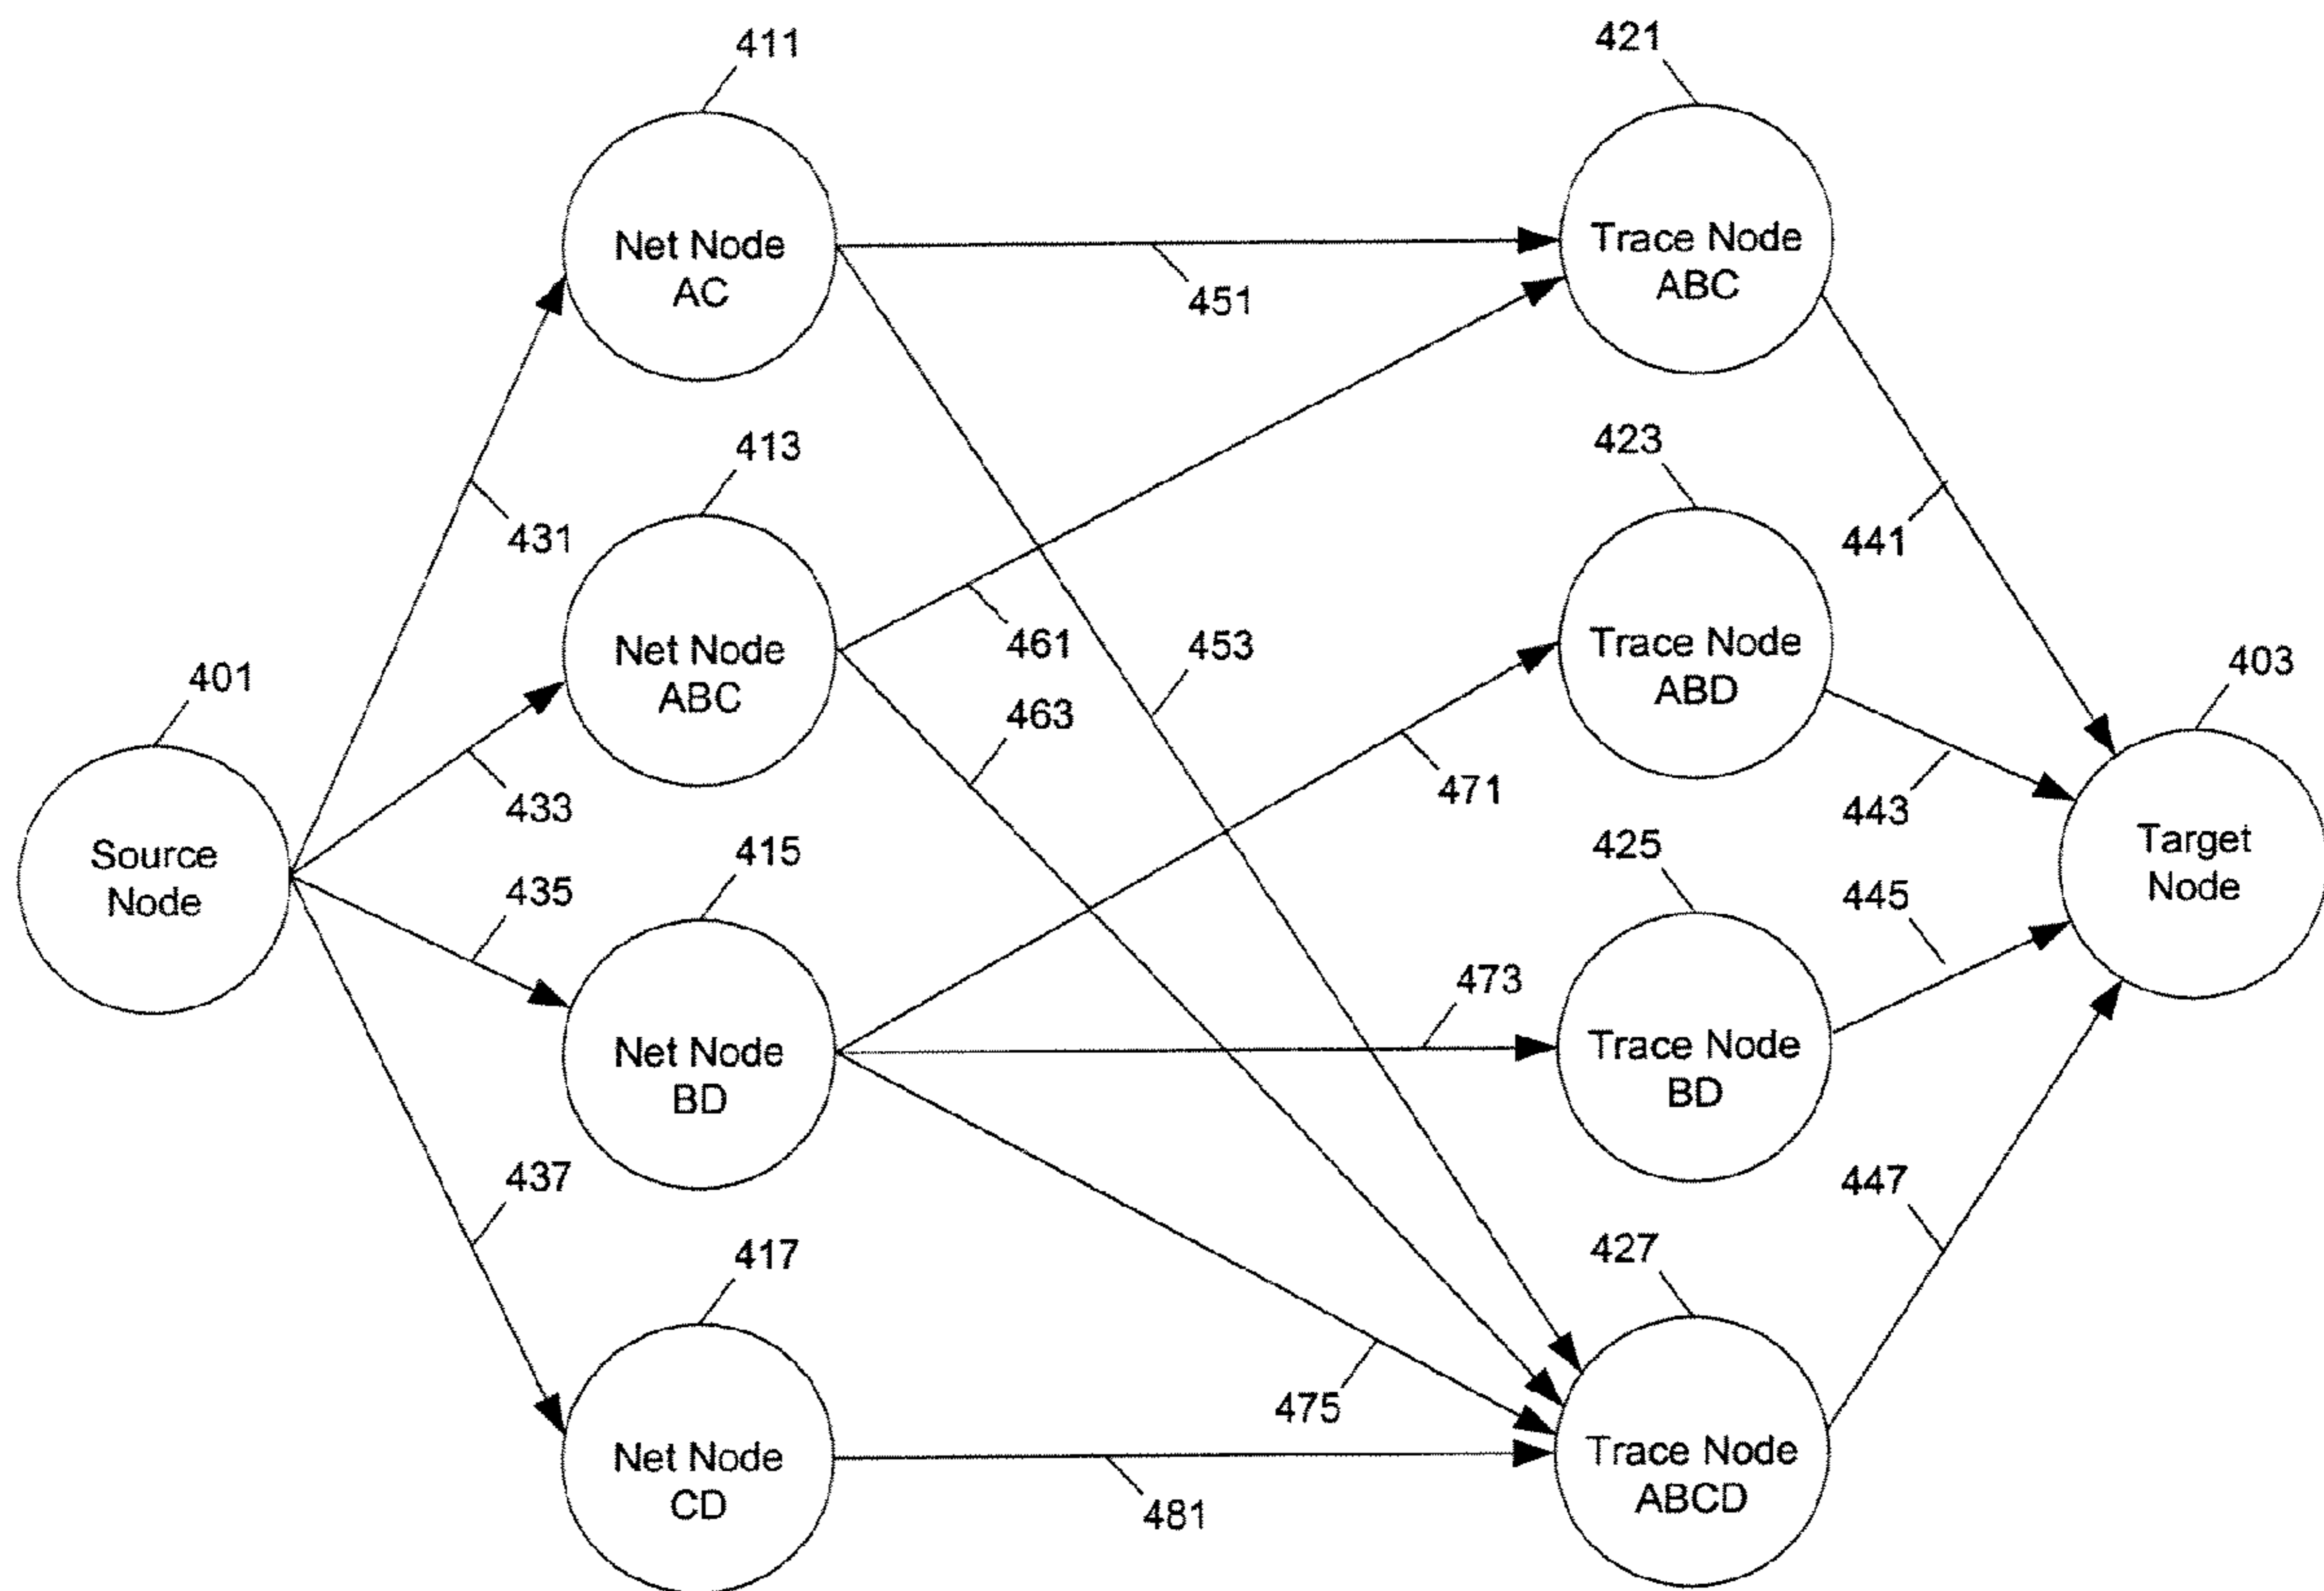 411
421
Net Node
AC
Trace Node
ABC
451
413
423
431
441
Net Node
ABC
461
453
Trace Node
ABD
401
403
463
433
471
443
Source
Node
415
425
Target
Node
435
445
473
Net Node
BD
Trace Node
BD
437
447
417
427
475
Net Node
CD
Trace Node
ABCD
481